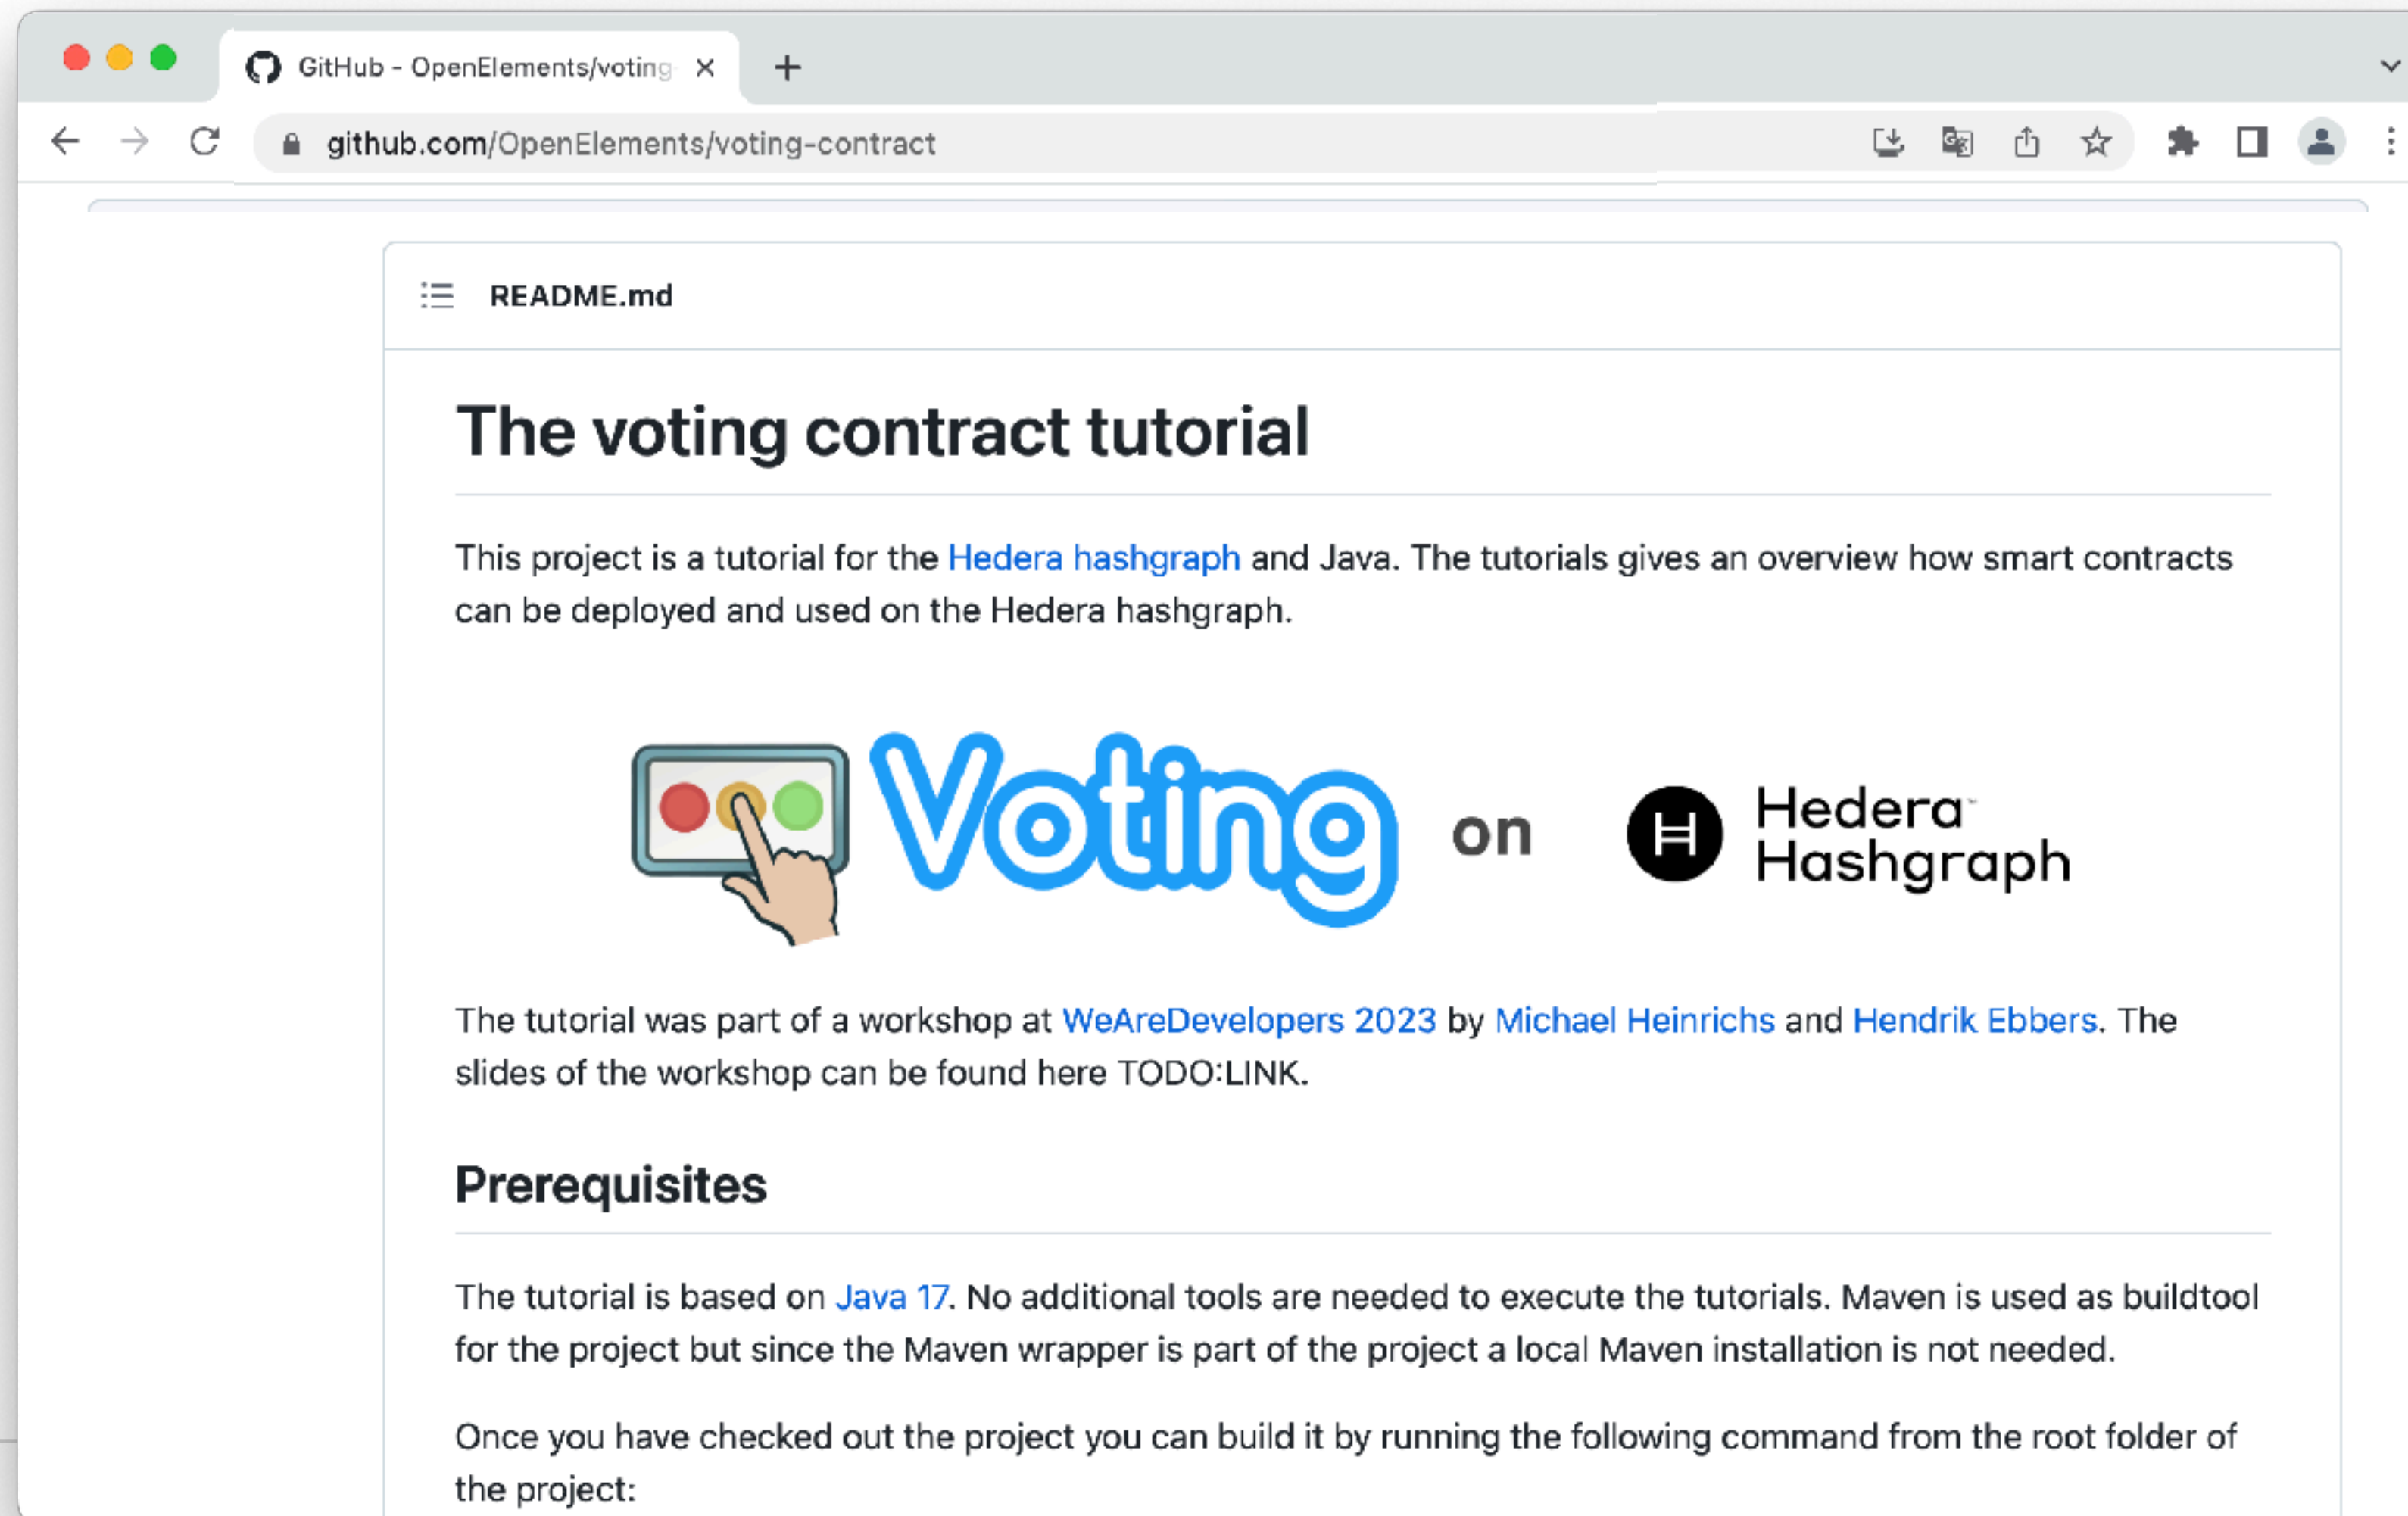 GitHub - OpenElements/voting-
github.com/OpenElements/voting-contract
README.md
The voting contract tutorial
This project is a tutorial for the Hedera hashgraph and Java. The tutorials gives an overview how smart contracts
can be deployed and used on the Hedera hashgraph.
Voting on Hedera
Hashgraph
The tutorial was part of a workshop at WeAreDevelopers 2023 by Michael Heinrichs and Hendrik Ebbers. The
slides of the workshop can be found here TODO:LINK.
Prerequisites
The tutorial is based on Java 17. No additional tools are needed to execute the tutorials. Maven is used as buildtool
for the project but since the Maven wrapper is part of the project a local Maven installation is not needed.
Once you have checked out the project you can build it by running the following command from the root folder of
the project: